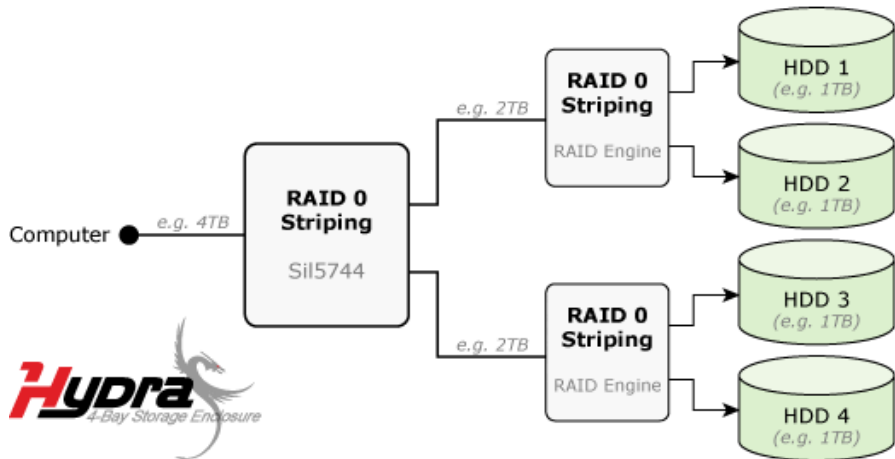 Computer
e.g. 4TB
RAID 0
Striping
SiI5744
e.g. 2TB
RAID 0
Striping
RAID Engine
HDD 1
(e.g. 1TB)
HDD 2
(e.g. 1TB)
e.g. 2TB
RAID 0
Striping
RAID Engine
HDD 3
(e.g. 1TB)
HDD 4
(e.g. 1TB)
Hydra
4-Bay Storage Enclosure